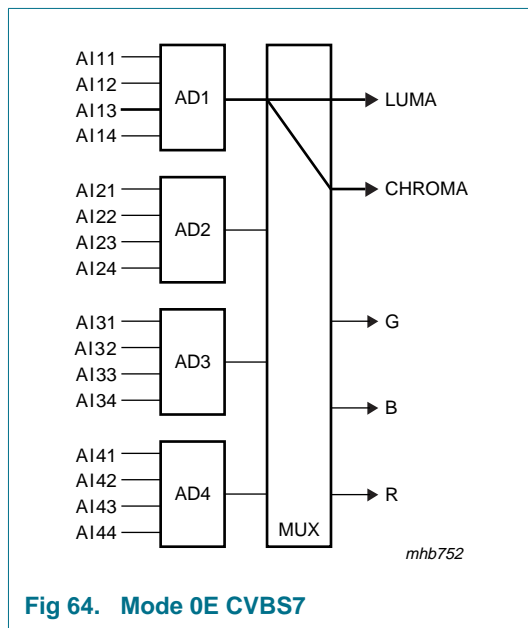 AI11
AI12
AI13
AI14
AD1
LUMA
CHROMA
AI21
AI22
AI23
AI24
AD2
AI31
AI32
AI33
AI34
AD3
G
B
AI41
AI42
AI43
AI44
AD4
R
MUX
mhb752
Fig 64. Mode 0E CVBS7